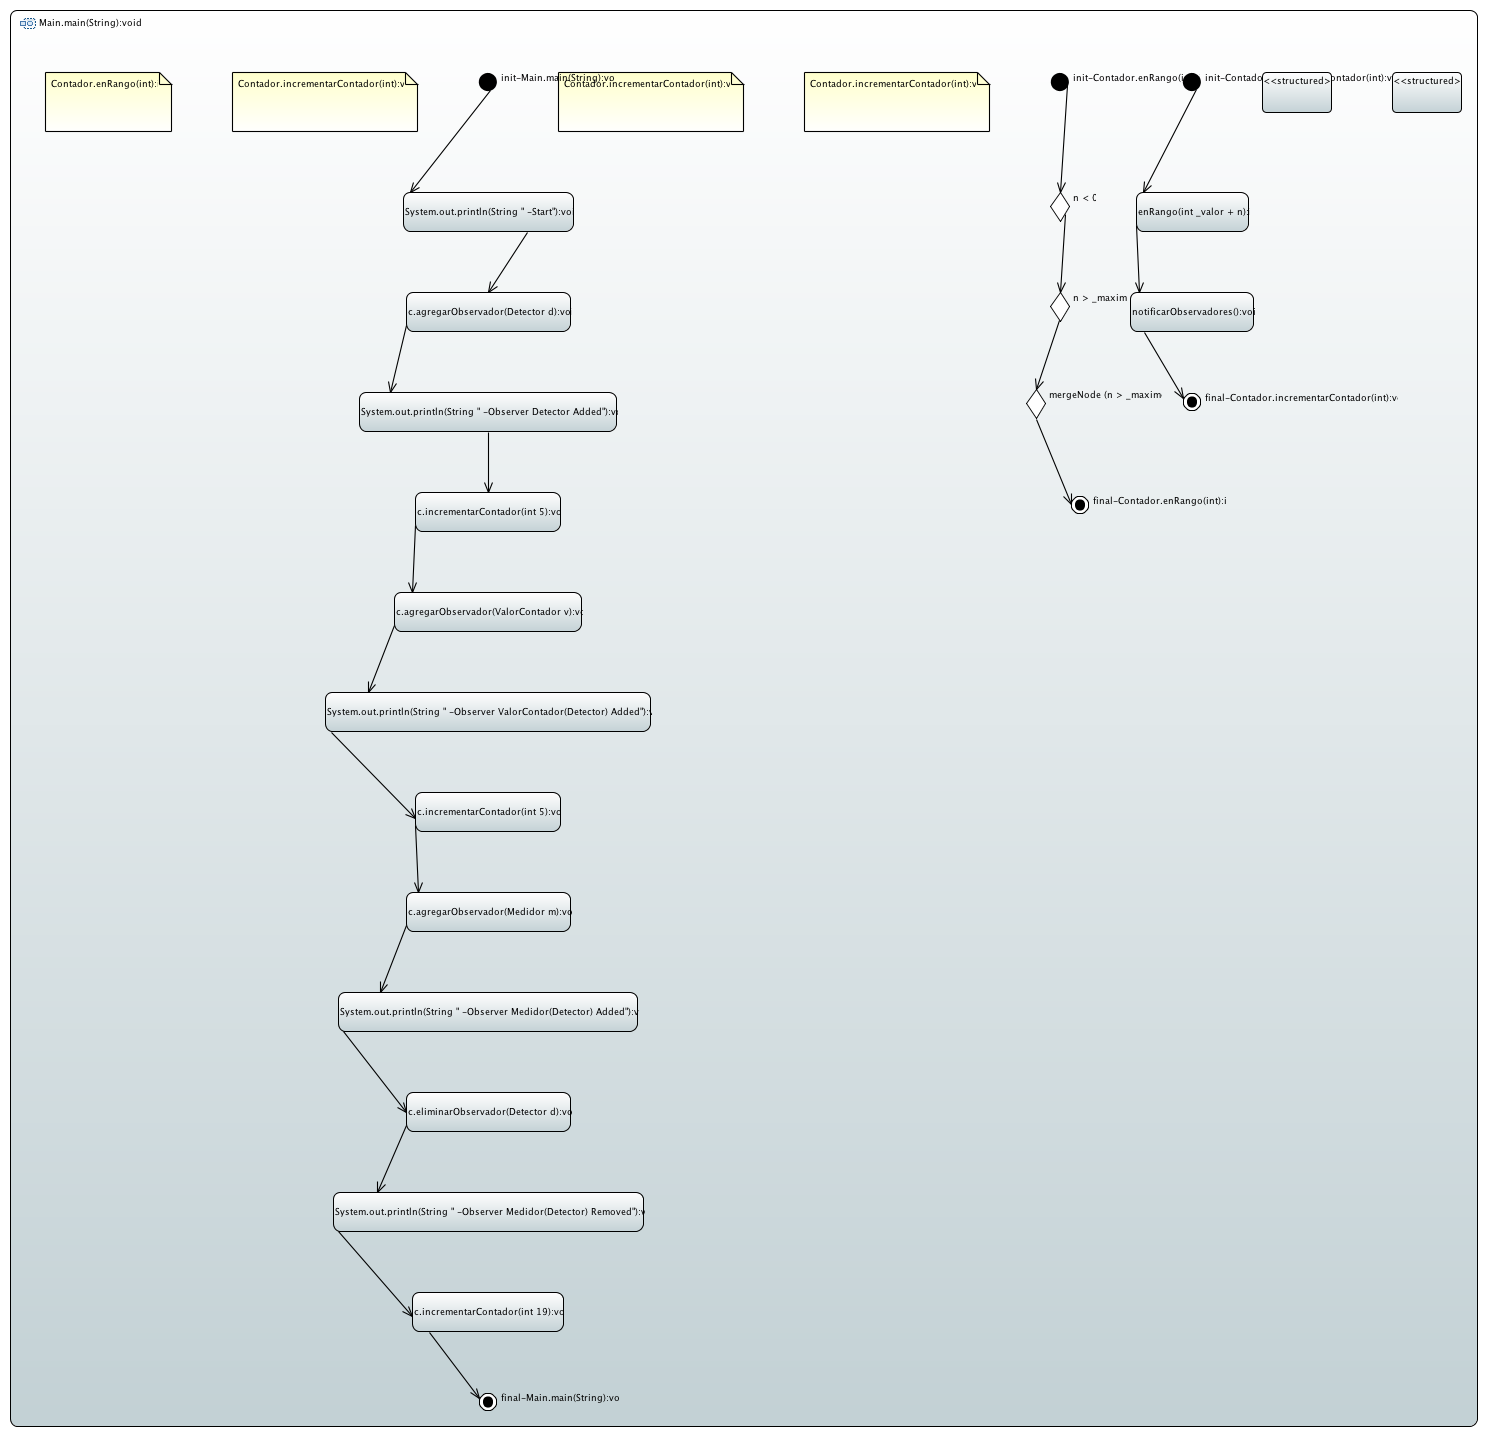 Main.main(String):void
Contador.enRango(int):
Contador.incrementarContador(int):v
init-Main.main(String):vo
Contador.incrementarContador(int):v
Contador.incrementarContador(int):v
init-Contador.enRango(i
init-Contado
ontador(int):v
<<structured>>
<<structured>>
System.out.println(String " -Start"):vo
c.agregarObservador(Detector d):vo
System.out.println(String " -Observer Detector Added"):v
c.incrementarContador(int 5):vo
c.agregarObservador(ValorContador v):vo
System.out.println(String " -Observer ValorContador(Detector) Added"):v
c.incrementarContador(int 5):vo
c.agregarObservador(Medidor m):vo
System.out.println(String " -Observer Medidor(Detector) Added"):v
c.eliminarObservador(Detector d):vo
System.out.println(String " -Observer Medidor(Detector) Removed"):v
c.incrementarContador(int 19):vo
final-Main.main(String):vo
n < 0
n > _maxim
mergeNode (n > _maxim
final-Contador.enRango(int):i
enRango(int _valor + n):
notificarObservadores():voi
final-Contador.incrementarContador(int):v